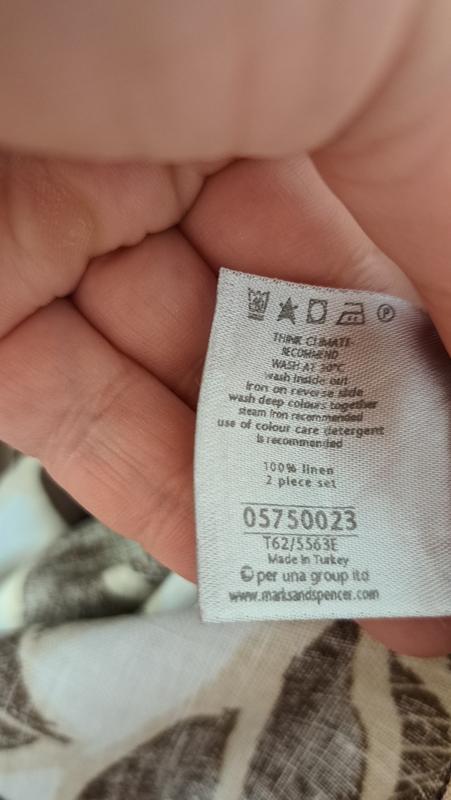 THINK CLIMATE-
RECOMMEND
WASH AT 30°C
wash inside out
iron on reverse side
wash deep colours together
steam iron recommended
use of colour care detergent
is recommended
100% linen
2 piece set
05750023
T62/5563E
Made in Turkey
© per una group ltd
www.marksandspencer.com